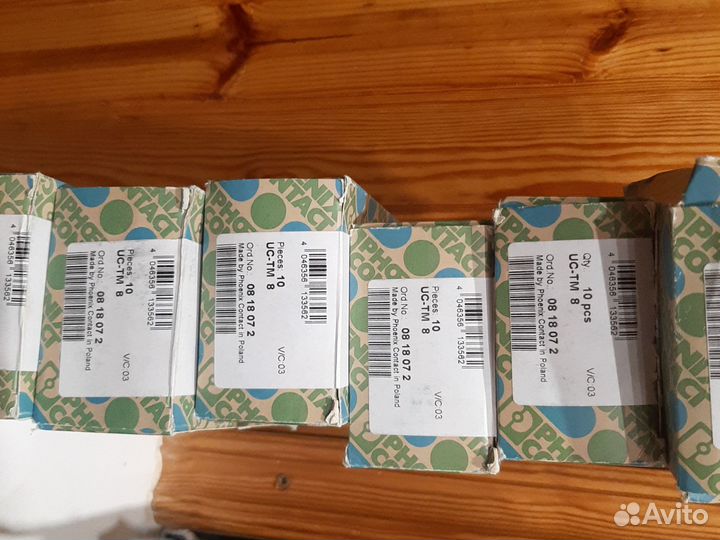 046356
133562
Pieces 10
UC-TM 8
Ord No. 08 18 07 2
Made by Phoenix Contact in Poland
V/C 03
4 046356 133562
Pieces 10
UC-TM 8
Ord No. 08 18 07 2
Made by Phoenix Contact in Poland
V/C 03
4 046356 133562
Pieces 10
UC-TM 8
Ord No. 08 18 07 2
Made by Phoenix Contact in Poland
V/C 03
4 046356 133562
Qty 10 pcs
UC-TM 8
Ord No. 08 18 07 2
Made by Phoenix Contact in Poland
V/C 03
4 046356 133562
Avito